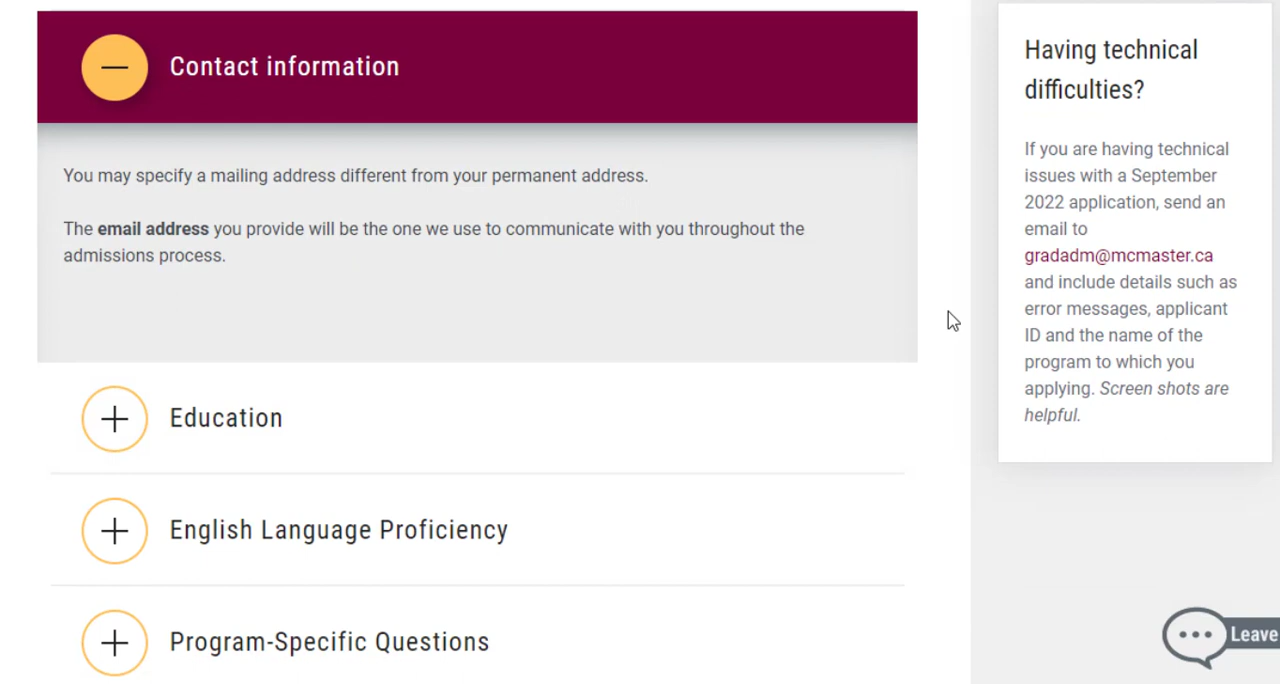 Contact information
You may specify a mailing address different from your permanent address.
The email address you provide will be the one we use to communicate with you throughout the
admissions process.
Education
English Language Proficiency
Program-Specific Questions
Having technical
difficulties?
If you are having technical
issues with a September
2022 application, send an
email to
gradadm@mcmaster.ca
and include details such as
error messages, applicant
ID and the name of the
program to which you
applying. Screen shots are
helpful.
Leave